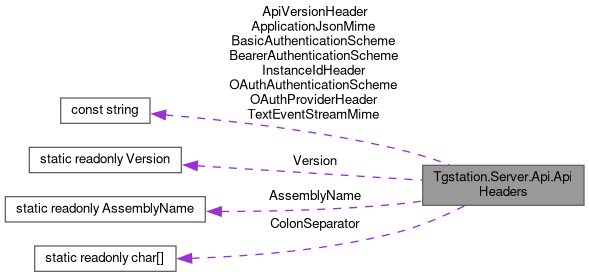 ApiVersionHeader
ApplicationJsonMime
BasicAuthenticationScheme
BearerAuthenticationScheme
InstanceIdHeader
OAuthAuthenticationScheme
OAuthProviderHeader
TextEventStreamMime
const string
static readonly Version
Version
Tgstation.Server.Api.Api
Headers
AssemblyName
static readonly AssemblyName
ColonSeparator
static readonly char[]